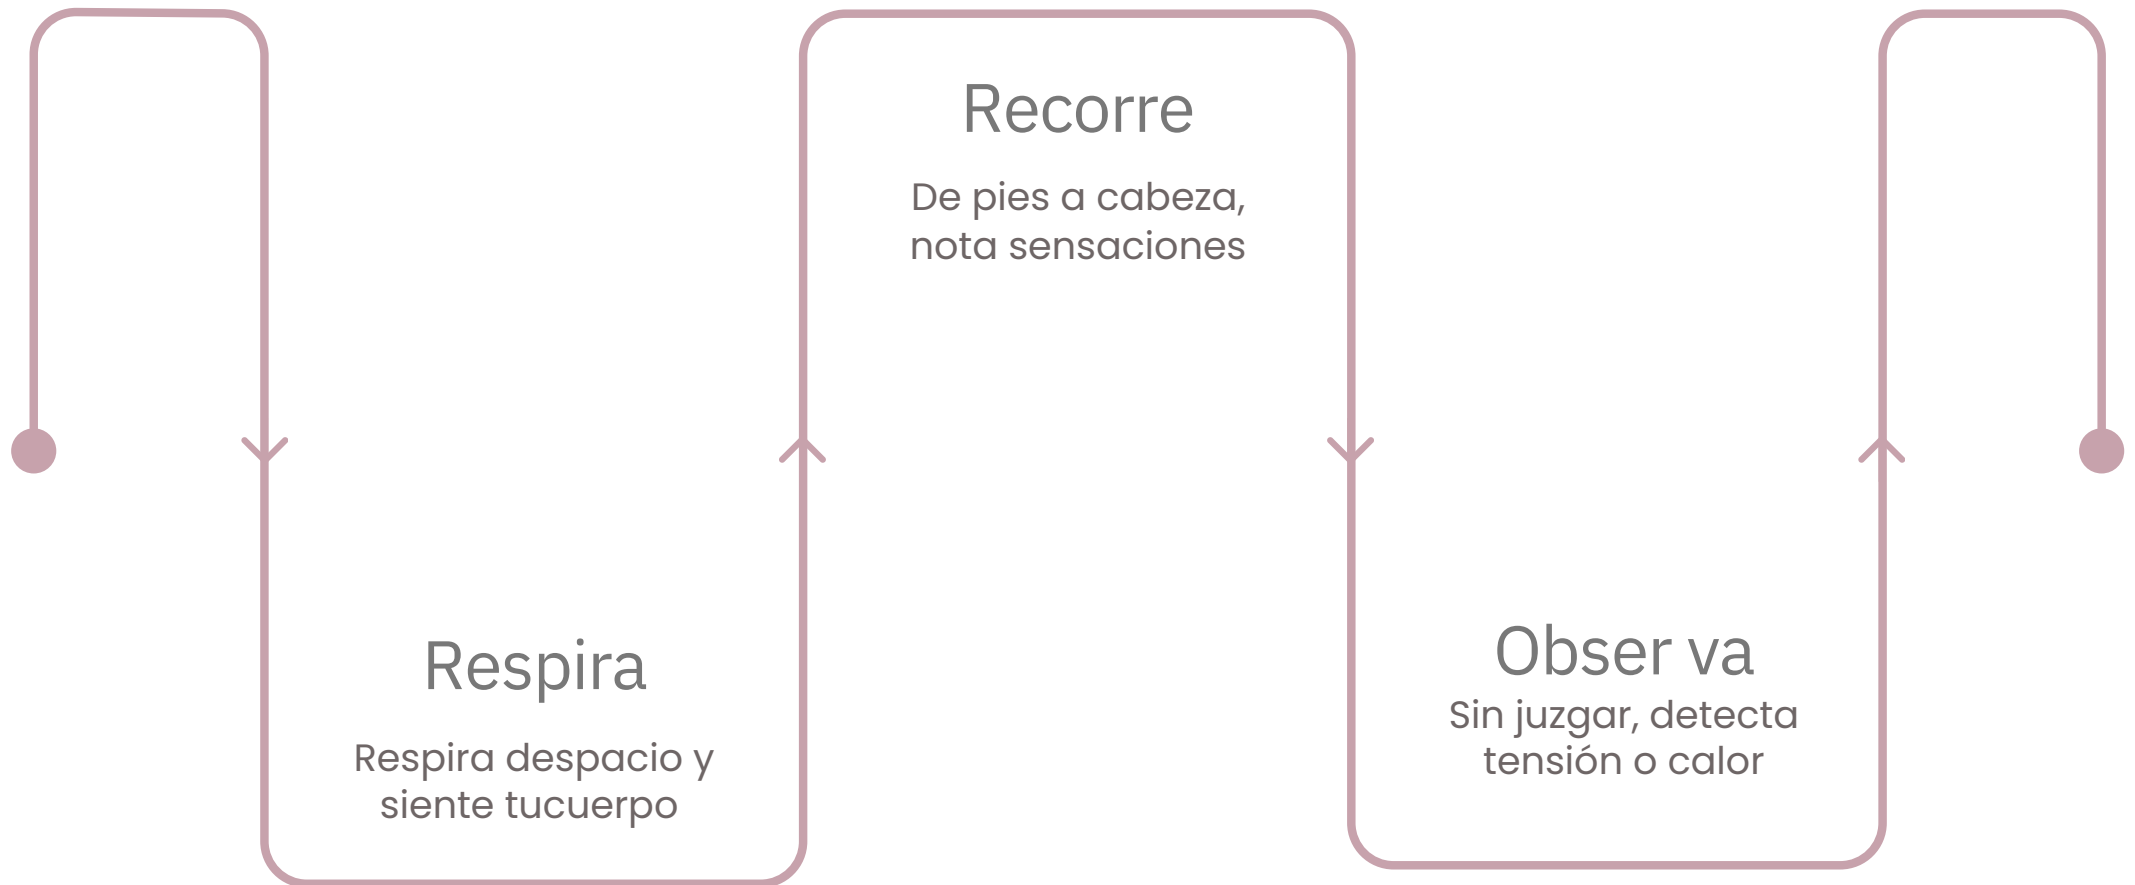 Respira
Respira despacio y
siente tucuerpo
Recorre
De pies a cabeza,
nota sensaciones
Obser va
Sin juzgar, detecta
tensión o calor